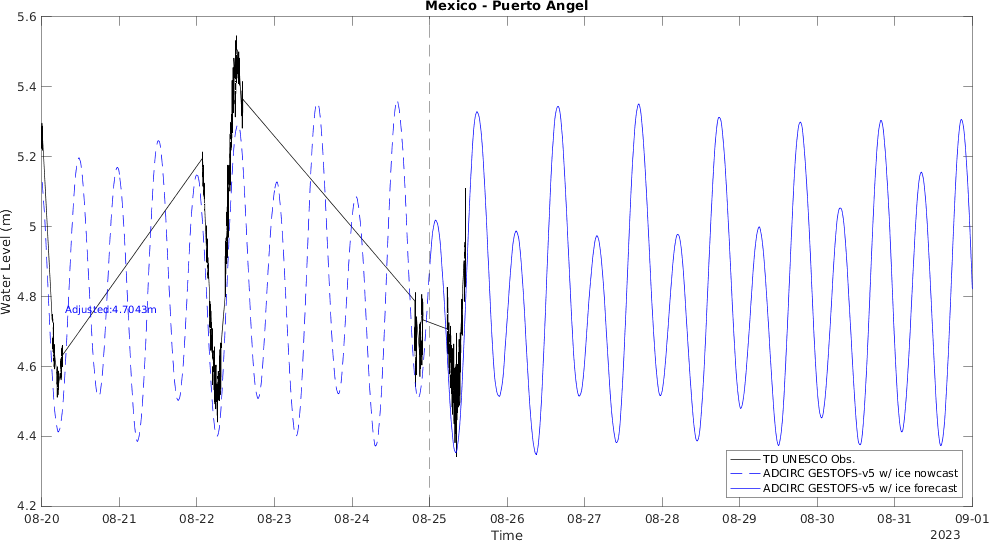 Mexico - Puerto Angel
5.6
5.4
5.2
5
4.8
4.6
4.4
4.2
Water Level (m)
Adjusted:4.7043m
TD UNESCO Obs.
ADCIRC GESTOFS-v5 w/ ice nowcast
ADCIRC GESTOFS-v5 w/ ice forecast
08-20 08-21 08-22 08-23 08-24 08-25 08-26 08-27 08-28 08-29 08-30 08-31 09-01
Time
2023